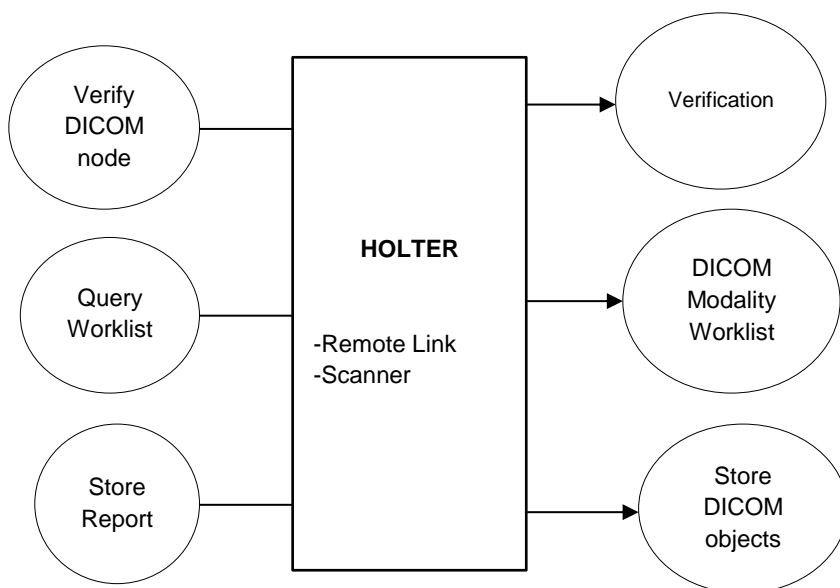 Verify
DICOM
node
Query
Worklist
Store
Report
HOLTER
-Remote Link
-Scanner
Verification
DICOM
Modality
Worklist
Store
DICOM
objects